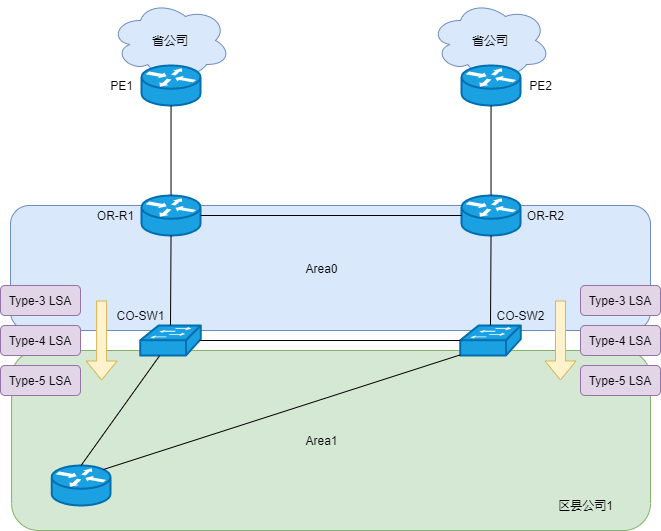 省公司
省公司
PE1
PE2
OR-R1
OR-R2
Area0
Type-3 LSA
Type-3 LSA
CO-SW1
CO-SW2
Type-4 LSA
Type-4 LSA
Type-5 LSA
Type-5 LSA
Area1
区县公司1